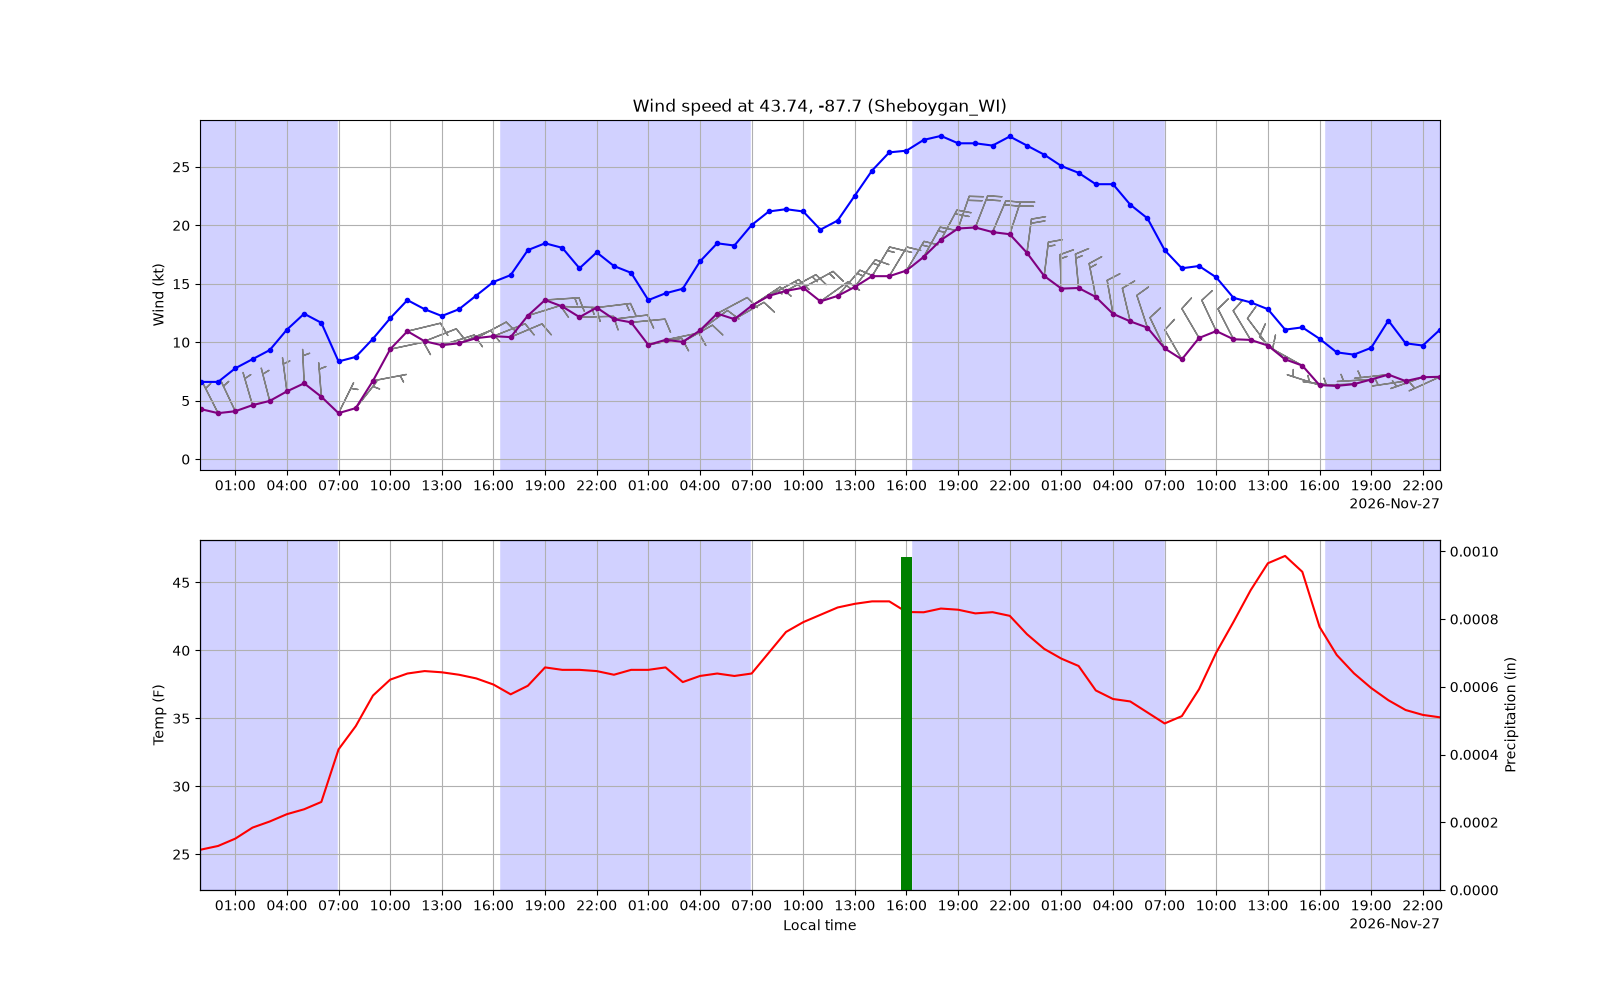 Wind speed at 43.74, -87.7 (Sheboygan_WI)
25
20
15
10
5
0
Wind (kt)
01:00 04:00 07:00 10:00 13:00 16:00 19:00 22:00 01:00 04:00 07:00 10:00 13:00 16:00 19:00 22:00 01:00 04:00 07:00 10:00 13:00 16:00 19:00 22:00
2026-Nov-27
45
40
35
30
25
Temp (F)
0.0010
0.0008
0.0006
0.0004
0.0002
0.0000
Precipitation (in)
01:00 04:00 07:00 10:00 13:00 16:00 19:00 22:00 01:00 04:00 07:00 10:00 13:00 16:00 19:00 22:00 01:00 04:00 07:00 10:00 13:00 16:00 19:00 22:00
Local time
2026-Nov-27